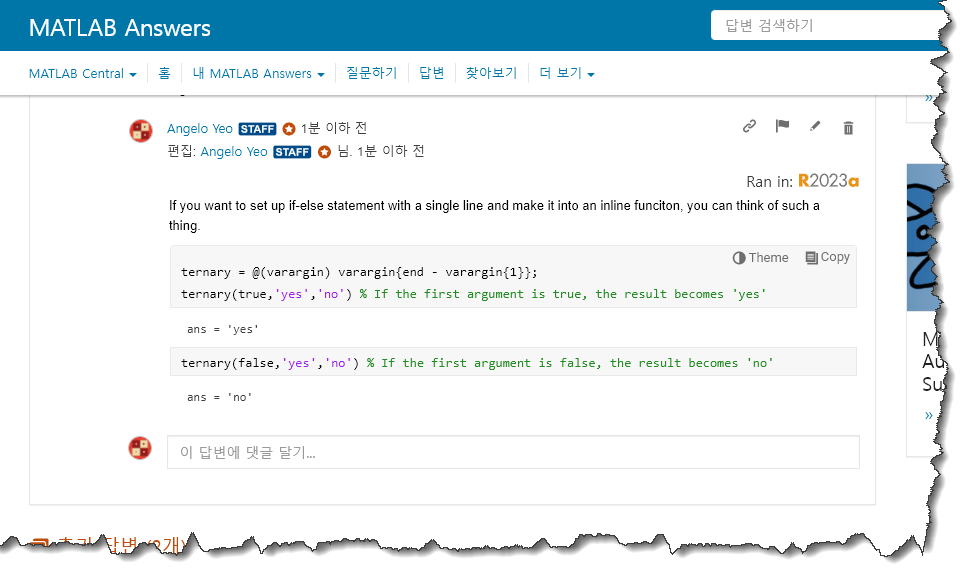 MATLAB Answers
답변 검색하기
MATLAB Central
홈
내 MATLAB Answers
질문하기
답변
찾아보기
더 보기
»
Angelo Yeo STAFF 1분 이하 전
편집: Angelo Yeo STAFF 님. 1분 이하 전
Ran in: R2023a
If you want to set up if-else statement with a single line and make it into an inline funciton, you can think of such a
thing.
Theme Copy
ternary = @(varargin) varargin{end - varargin{1}};
ternary(true,'yes','no') % If the first argument is true, the result becomes 'yes'
ans = 'yes'
ternary(false,'yes','no') % If the first argument is false, the result becomes 'no'
ans = 'no'
이 답변에 댓글 달기...
Au
Su
»